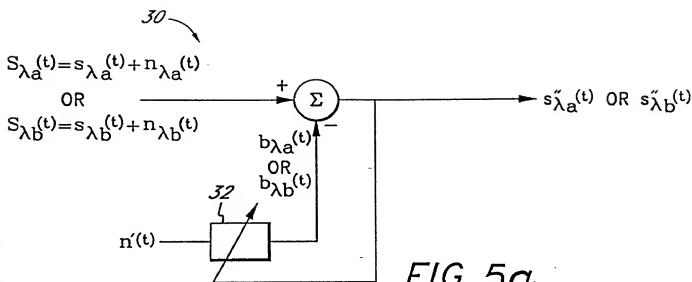 30
Sλa(t)=sλa(t)+nλa(t)
OR
Sλb(t)=sλb(t)+nλb(t)
+
Σ
−
s″λa(t) OR s″λb(t)
bλa(t)
OR
bλb(t)
32
n′(t)
FIG. 5a